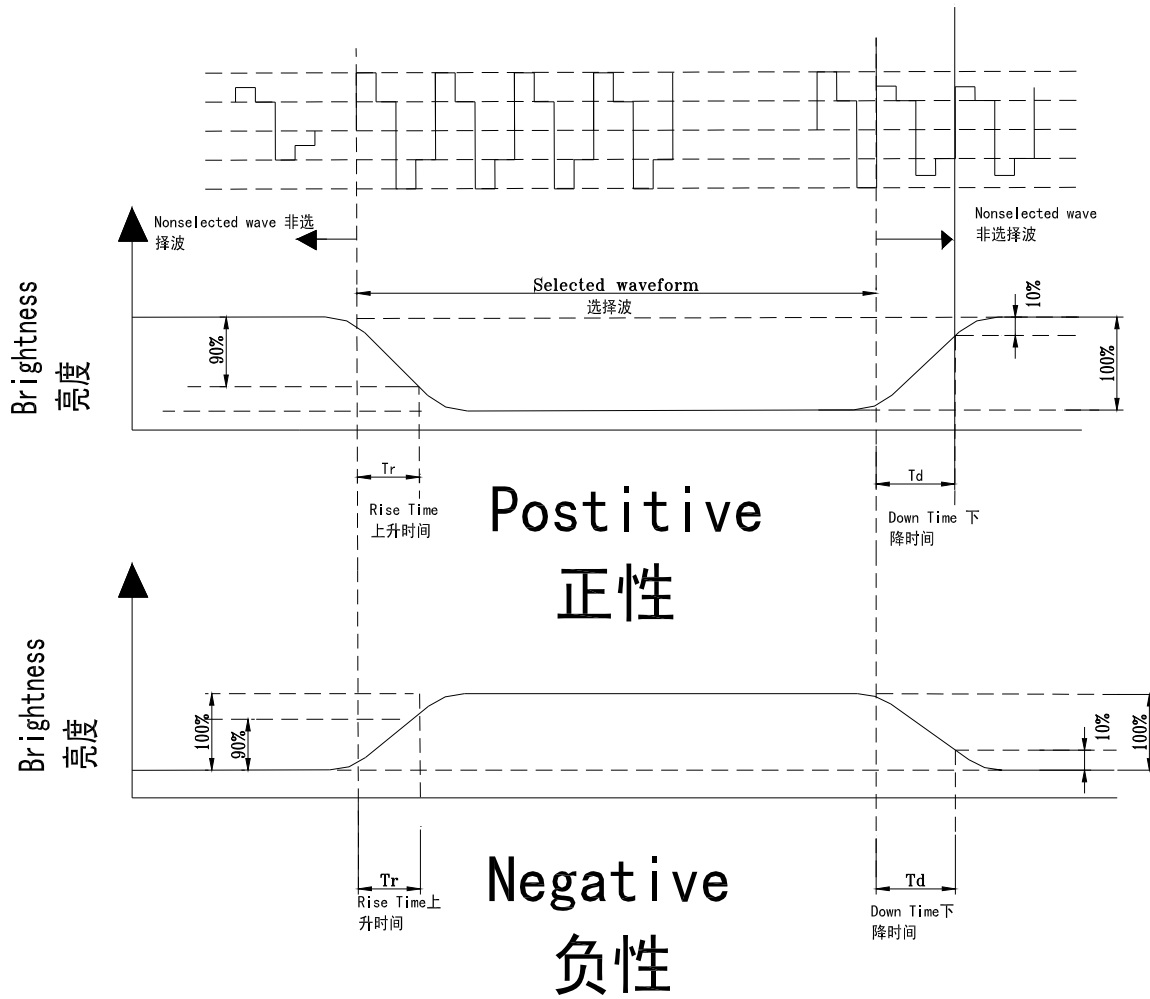 Nonselected wave 非选
择波
Nonselected wave
非选择波
Selected waveform
选择波
10%
90%
100%
Brightness
亮度
Tr
Td
Rise Time
上升时间
Postitive
正性
Down Time 下
降时间
Brightness
亮度
100%
90%
10%
100%
Tr
Td
Rise Time上
升时间
Negative
负性
Down Time下
降时间